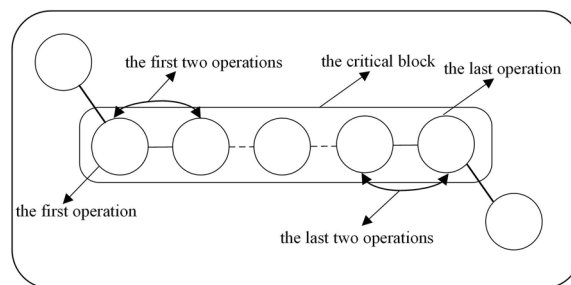 the first two operations
the critical block
the last operation
the first operation
the last two operations